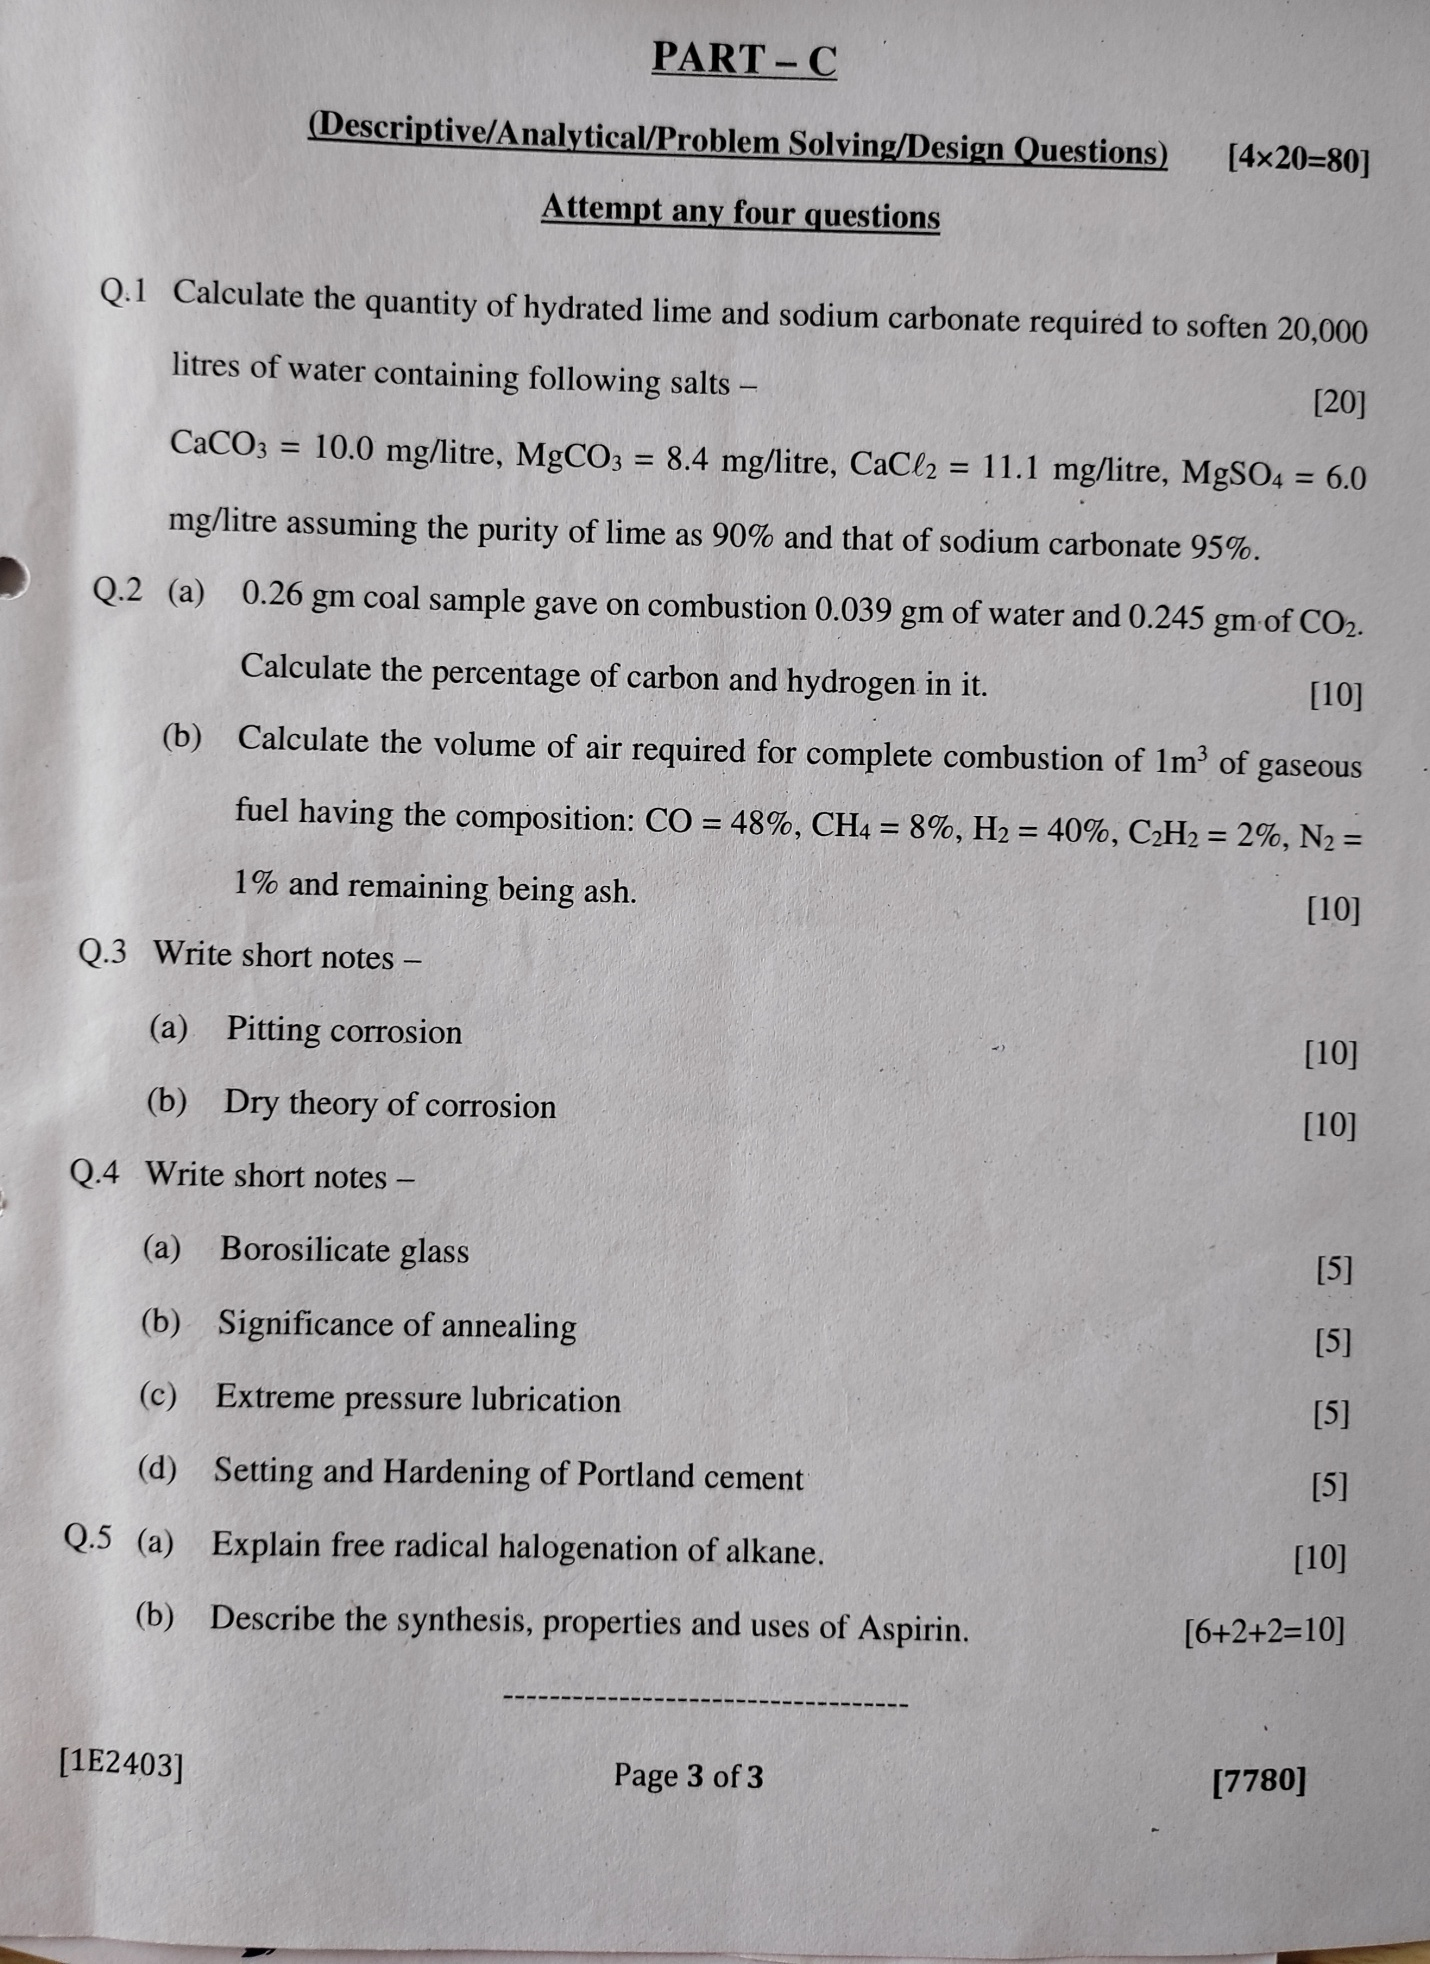 PART – C
(Descriptive/Analytical/Problem Solving/Design Questions) [4×20=80]
Attempt any four questions
Q.1 Calculate the quantity of hydrated lime and sodium carbonate required to soften 20,000
litres of water containing following salts – [20]
CaCO₃ = 10.0 mg/litre, MgCO₃ = 8.4 mg/litre, CaCℓ₂ = 11.1 mg/litre, MgSO₄ = 6.0
mg/litre assuming the purity of lime as 90% and that of sodium carbonate 95%.
Q.2 (a) 0.26 gm coal sample gave on combustion 0.039 gm of water and 0.245 gm of CO₂.
Calculate the percentage of carbon and hydrogen in it. [10]
(b) Calculate the volume of air required for complete combustion of 1m³ of gaseous
fuel having the composition: CO = 48%, CH₄ = 8%, H₂ = 40%, C₂H₂ = 2%, N₂ =
1% and remaining being ash. [10]
Q.3 Write short notes –
(a) Pitting corrosion [10]
(b) Dry theory of corrosion [10]
Q.4 Write short notes –
(a) Borosilicate glass [5]
(b) Significance of annealing [5]
(c) Extreme pressure lubrication [5]
(d) Setting and Hardening of Portland cement [5]
Q.5 (a) Explain free radical halogenation of alkane. [10]
(b) Describe the synthesis, properties and uses of Aspirin. [6+2+2=10]
-----------------------------------
[1E2403] Page 3 of 3 [7780]